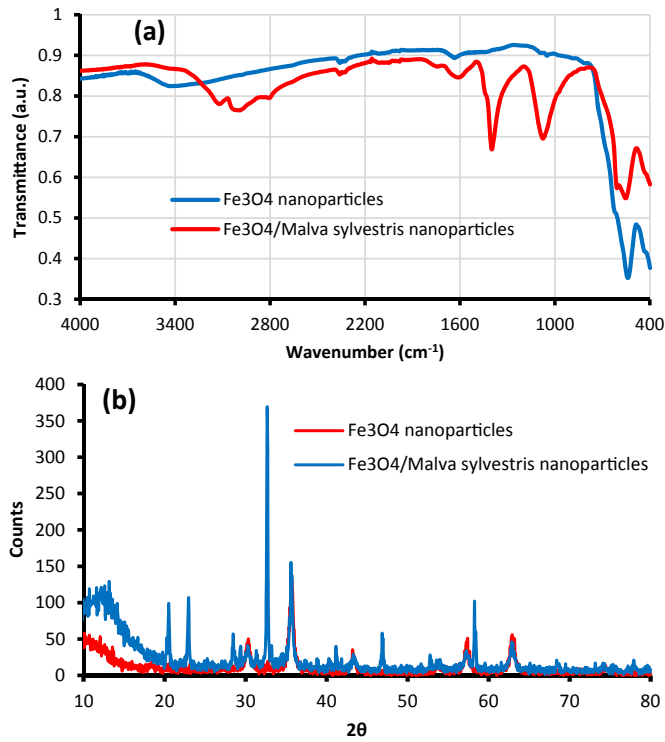 (a)
1
0.9
0.8
0.7
0.6
0.5
0.4
0.3
Transmittance (a.u.)
Fe3O4 nanoparticles
Fe3O4/Malva sylvestris nanoparticles
4000 3400 2800 2200 1600 1000 400
Wavenumber (cm⁻¹)
(b)
400
350
300
250
200
150
100
50
0
Counts
Fe3O4 nanoparticles
Fe3O4/Malva sylvestris nanoparticles
10 20 30 40 50 60 70 80
2θ